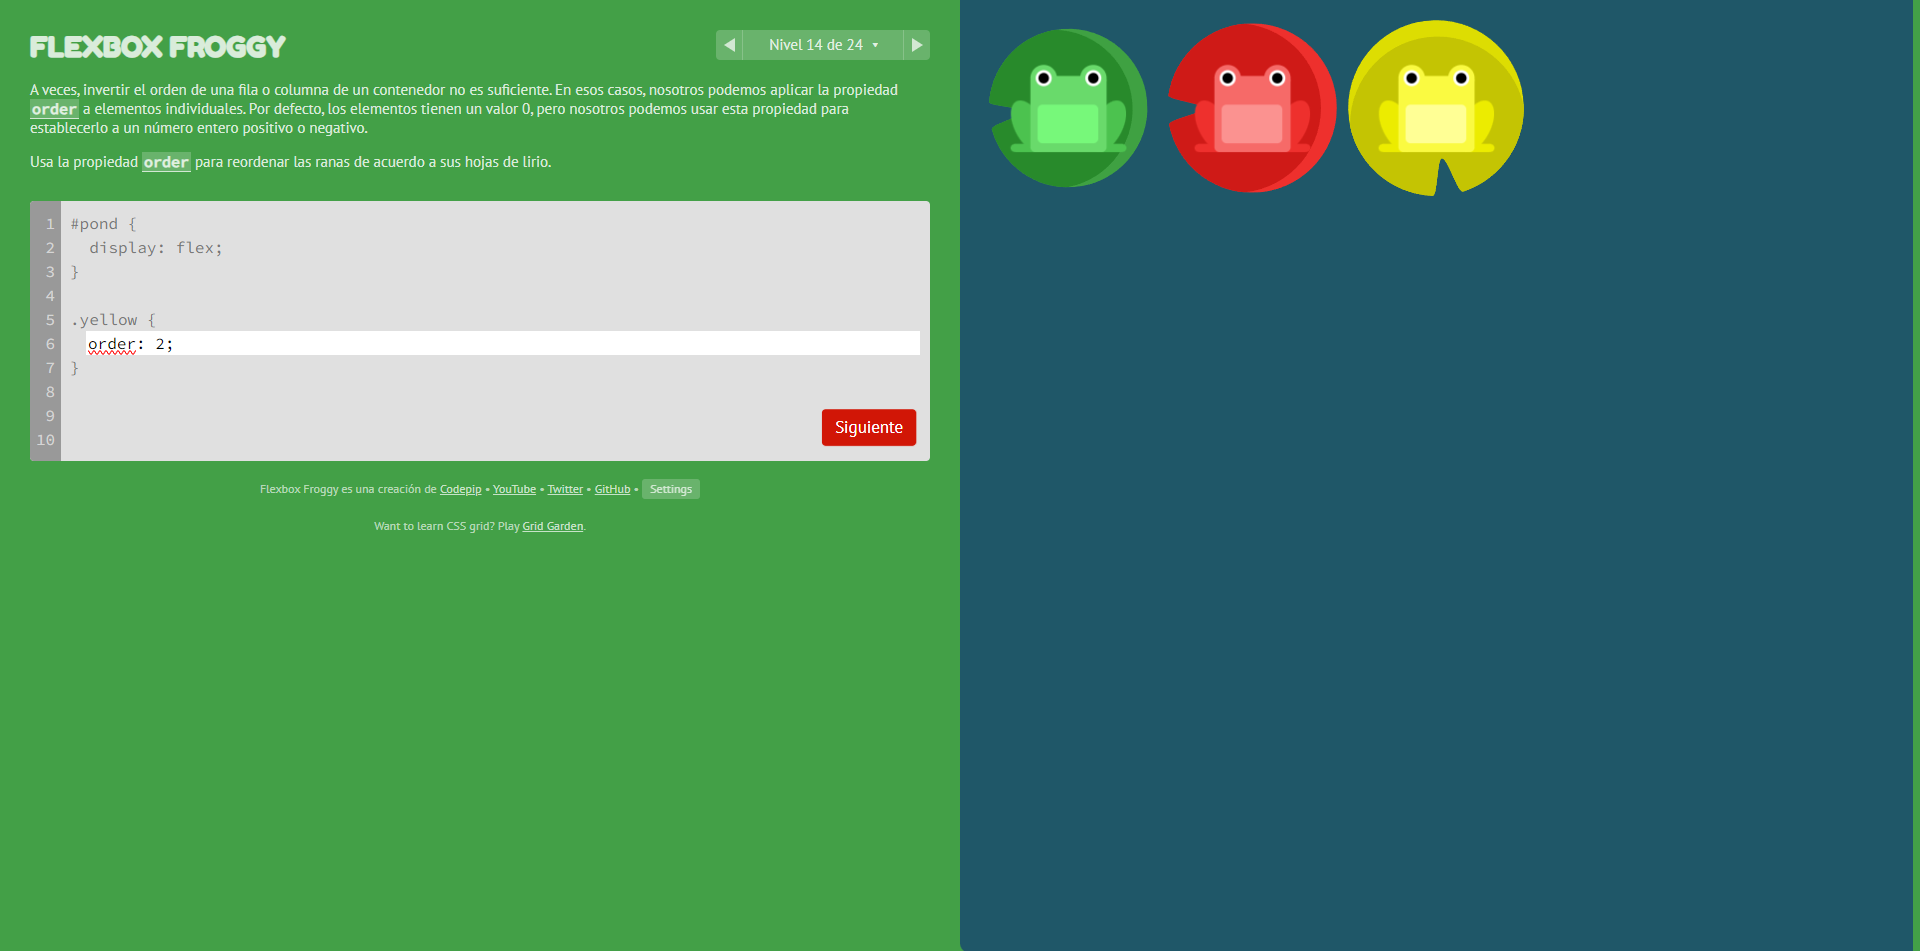 FLEXBOX FROGGY
Nivel 14 de 24
A veces, invertir el orden de una fila o columna de un contenedor no es suficiente. En esos casos, nosotros podemos aplicar la propiedad
order a elementos individuales. Por defecto, los elementos tienen un valor 0, pero nosotros podemos usar esta propiedad para
establecerlo a un número entero positivo o negativo.
Usa la propiedad order para reordenar las ranas de acuerdo a sus hojas de lirio.
1 #pond {
2 display: flex;
3 }
4
5 .yellow {
6 order: 2;
7 }
8
9
10
Siguiente
Flexbox Froggy es una creación de Codepip • YouTube • Twitter • GitHub • Settings
Want to learn CSS grid? Play Grid Garden.